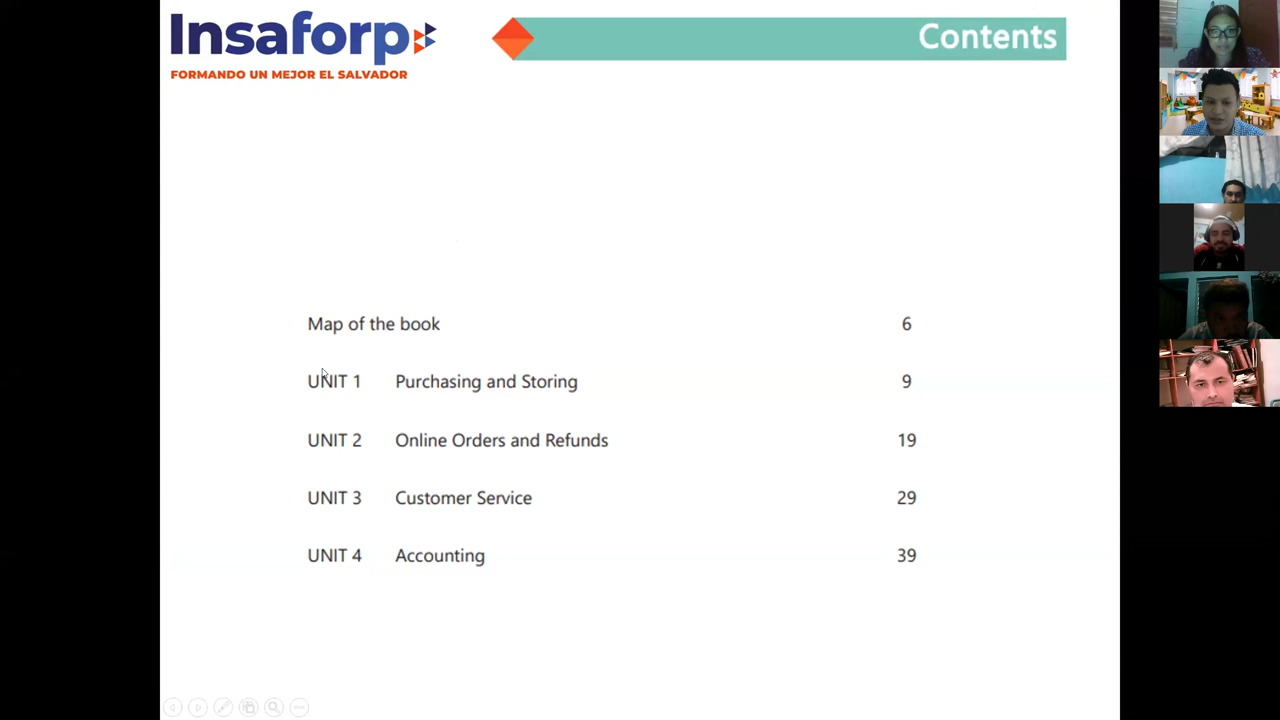 Insaforp
FORMANDO UN MEJOR EL SALVADOR
Contents
Map of the book 6
UNIT 1 Purchasing and Storing 9
UNIT 2 Online Orders and Refunds 19
UNIT 3 Customer Service 29
UNIT 4 Accounting 39